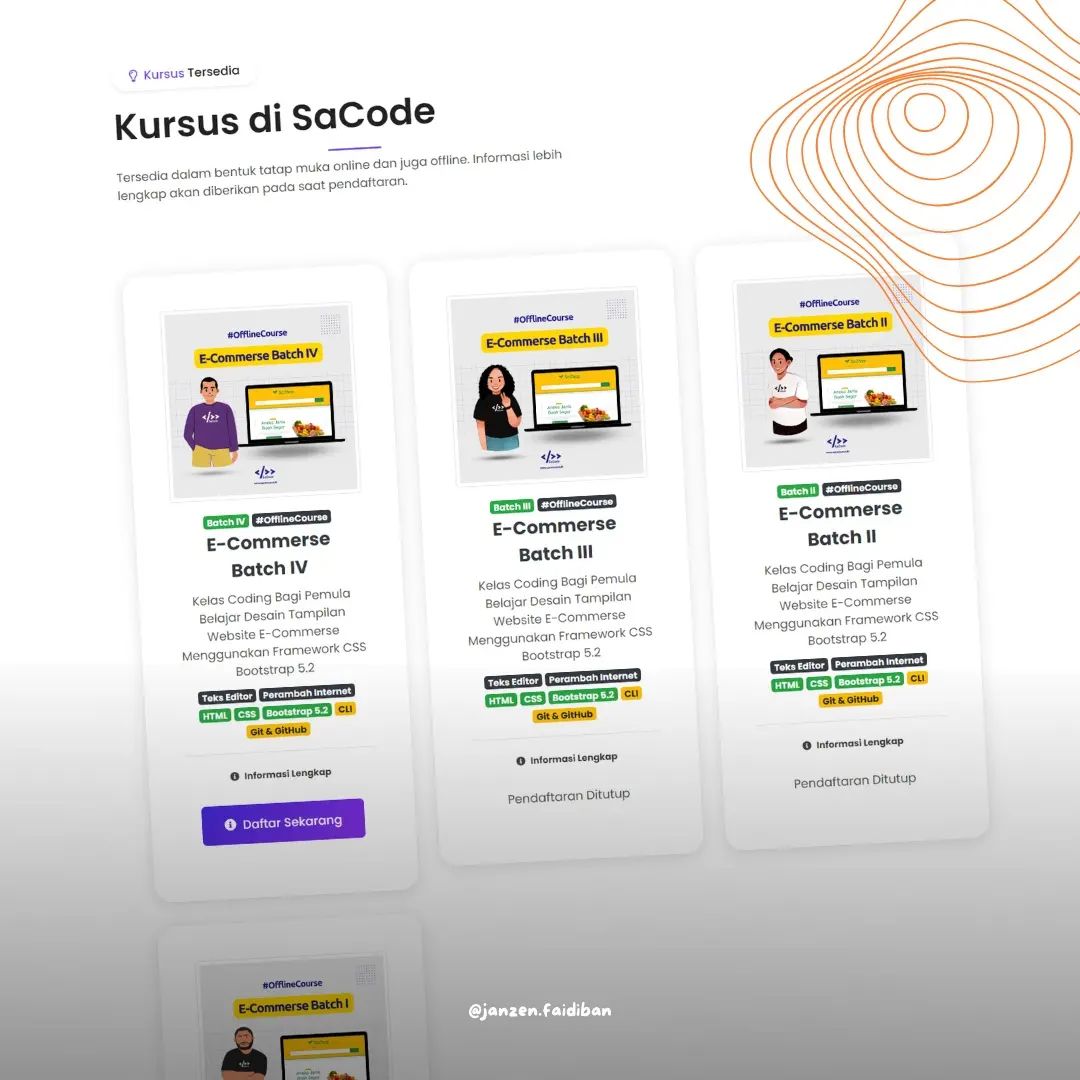 Kursus Tersedia
Kursus di SaCode
Tersedia dalam bentuk tatap muka online dan juga offline. Informasi lebih
lengkap akan diberikan pada saat pendaftaran.
#OfflineCourse
E-Commerse Batch IV
</>>
Batch IV #OfflineCourse
E-Commerse
Batch IV
Kelas Coding Bagi Pemula
Belajar Desain Tampilan
Website E-Commerse
Menggunakan Framework CSS
Bootstrap 5.2
Teks Editor Perambah Internet
HTML CSS Bootstrap 5.2 CLI
Git & GitHub
Informasi Lengkap
Daftar Sekarang
#OfflineCourse
E-Commerse Batch III
</>>
Batch III #OfflineCourse
E-Commerse
Batch III
Kelas Coding Bagi Pemula
Belajar Desain Tampilan
Website E-Commerse
Menggunakan Framework CSS
Bootstrap 5.2
Teks Editor Perambah Internet
HTML CSS Bootstrap 5.2 CLI
Git & GitHub
Informasi Lengkap
Pendaftaran Ditutup
#OfflineCourse
E-Commerse Batch II
</>>
Batch II #OfflineCourse
E-Commerse
Batch II
Kelas Coding Bagi Pemula
Belajar Desain Tampilan
Website E-Commerse
Menggunakan Framework CSS
Bootstrap 5.2
Teks Editor Perambah Internet
HTML CSS Bootstrap 5.2 CLI
Git & GitHub
Informasi Lengkap
Pendaftaran Ditutup
#OfflineCourse
E-Commerse Batch I
@janzen.faidiban